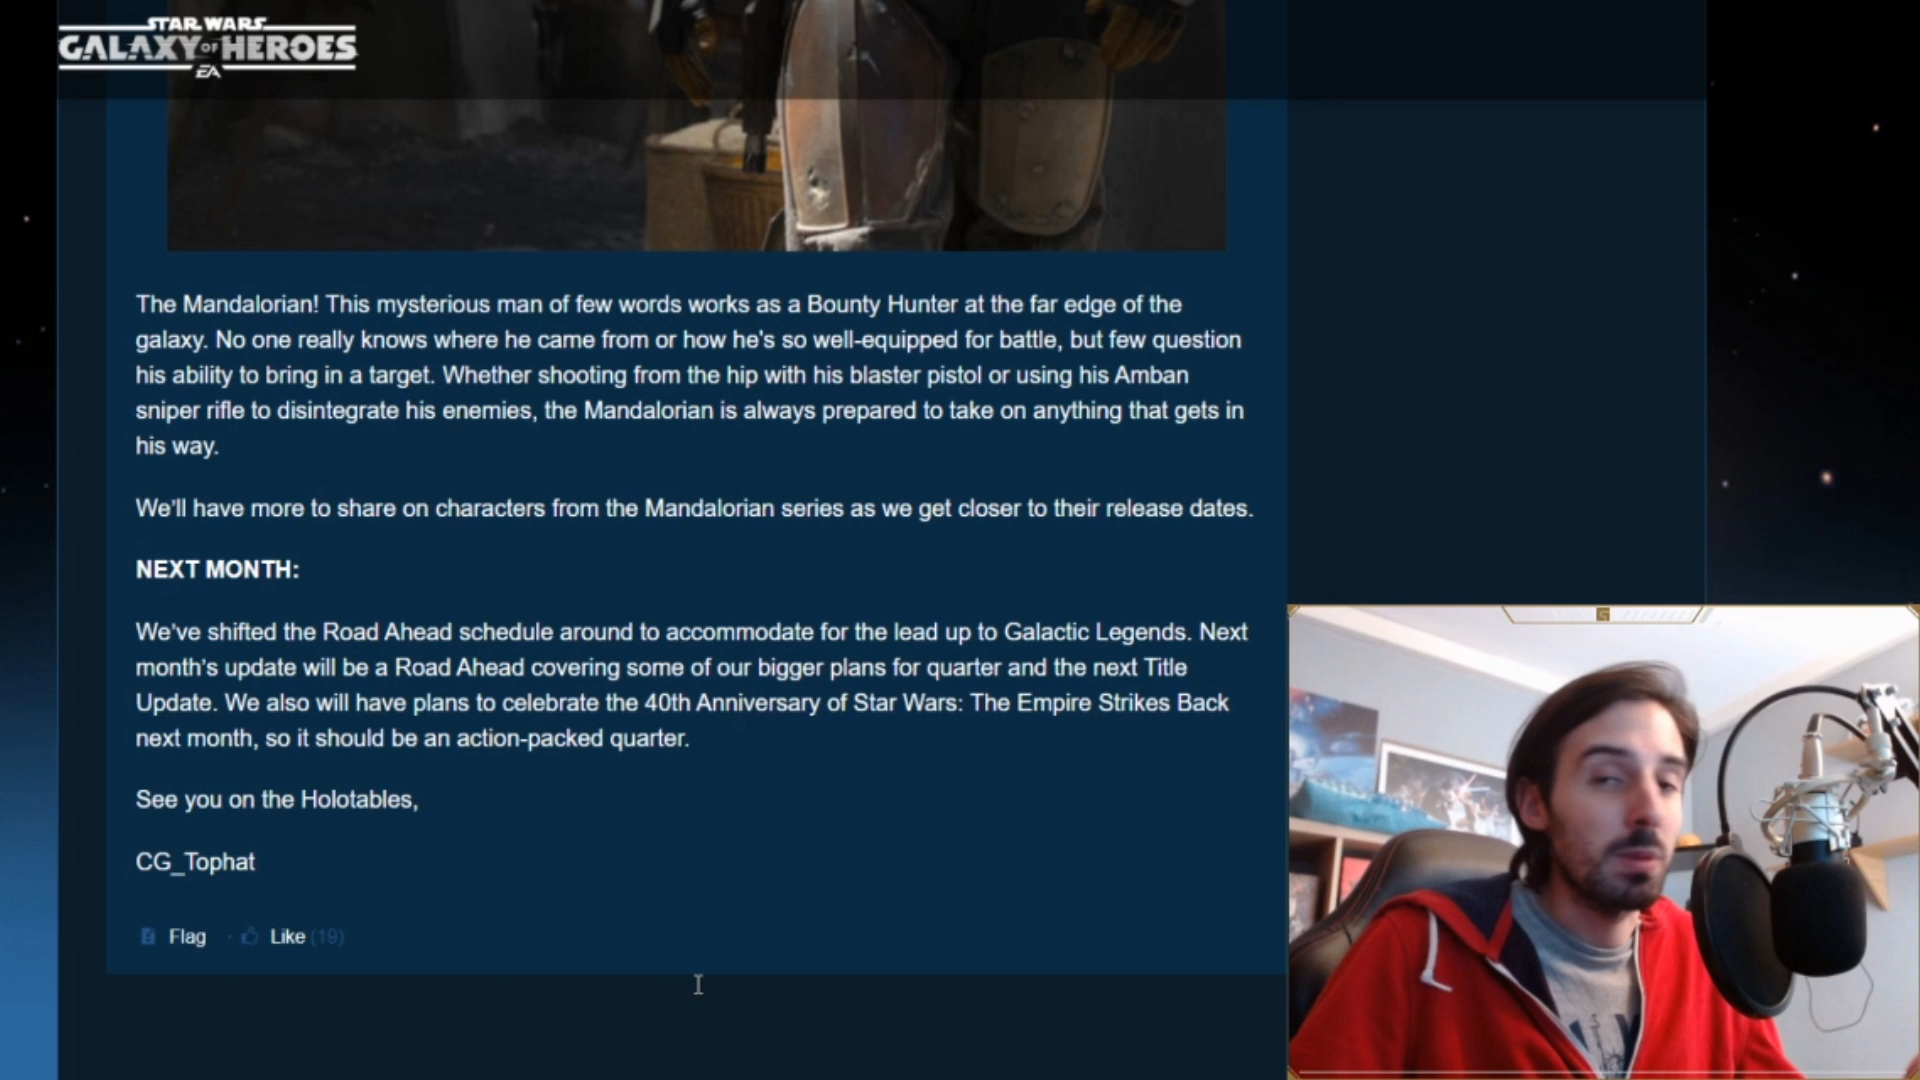 STAR WARS
GALAXY OF HEROES
EA
The Mandalorian! This mysterious man of few words works as a Bounty Hunter at the far edge of the
galaxy. No one really knows where he came from or how he's so well-equipped for battle, but few question
his ability to bring in a target. Whether shooting from the hip with his blaster pistol or using his Amban
sniper rifle to disintegrate his enemies, the Mandalorian is always prepared to take on anything that gets in
his way.
We'll have more to share on characters from the Mandalorian series as we get closer to their release dates.
NEXT MONTH:
We've shifted the Road Ahead schedule around to accommodate for the lead up to Galactic Legends. Next
month's update will be a Road Ahead covering some of our bigger plans for quarter and the next Title
Update. We also will have plans to celebrate the 40th Anniversary of Star Wars: The Empire Strikes Back
next month, so it should be an action-packed quarter.
See you on the Holotables,
CG_Tophat
Flag · Like (19)